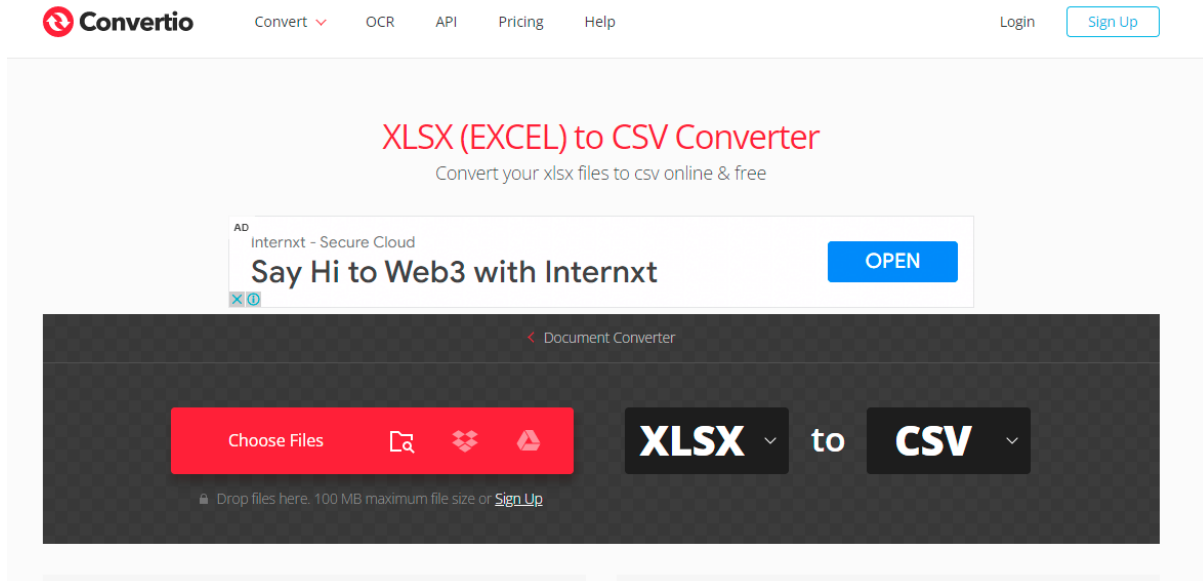 Convertio Convert OCR API Pricing Help Login Sign Up
XLSX (EXCEL) to CSV Converter
Convert your xlsx files to csv online & free
AD
Internxt - Secure Cloud
Say Hi to Web3 with Internxt
OPEN
Document Converter
Choose Files XLSX to CSV
Drop files here. 100 MB maximum file size or Sign Up